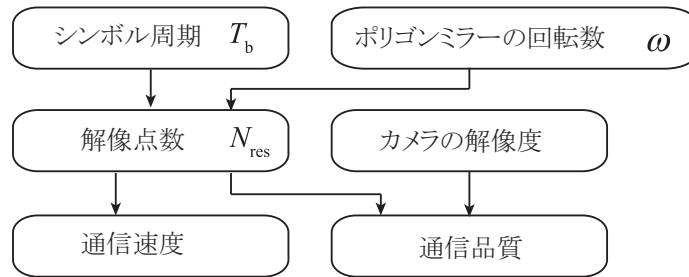 シンボル周期 T_b
ポリゴンミラーの回転数 ω
解像点数 N_res
カメラの解像度
通信速度
通信品質